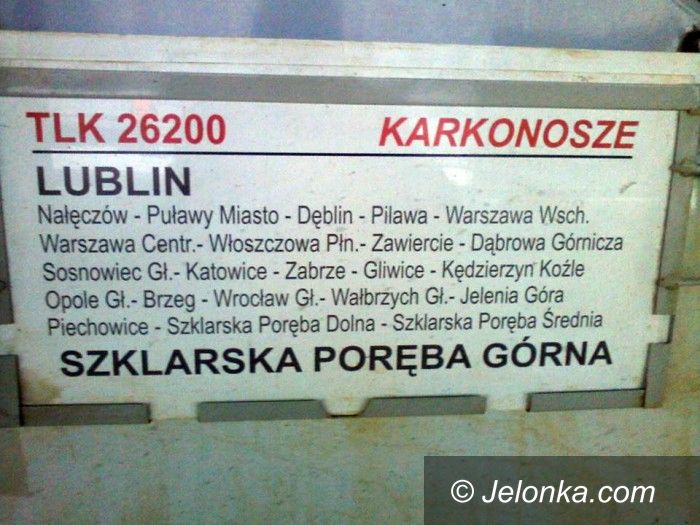 TLK 26200 KARKONOSZE
LUBLIN
Nałęczów - Puławy Miasto - Dęblin - Pilawa - Warszawa Wsch.
Warszawa Centr.- Włoszczowa Płn.- Zawiercie - Dąbrowa Górnicza
Sosnowiec Gł.- Katowice - Zabrze - Gliwice - Kędzierzyn Koźle
Opole Gł.- Brzeg - Wrocław Gł.- Wałbrzych Gł.- Jelenia Góra
Piechowice - Szklarska Poręba Dolna - Szklarska Poręba Średnia
SZKLARSKA PORĘBA GÓRNA
© Jelonka.com